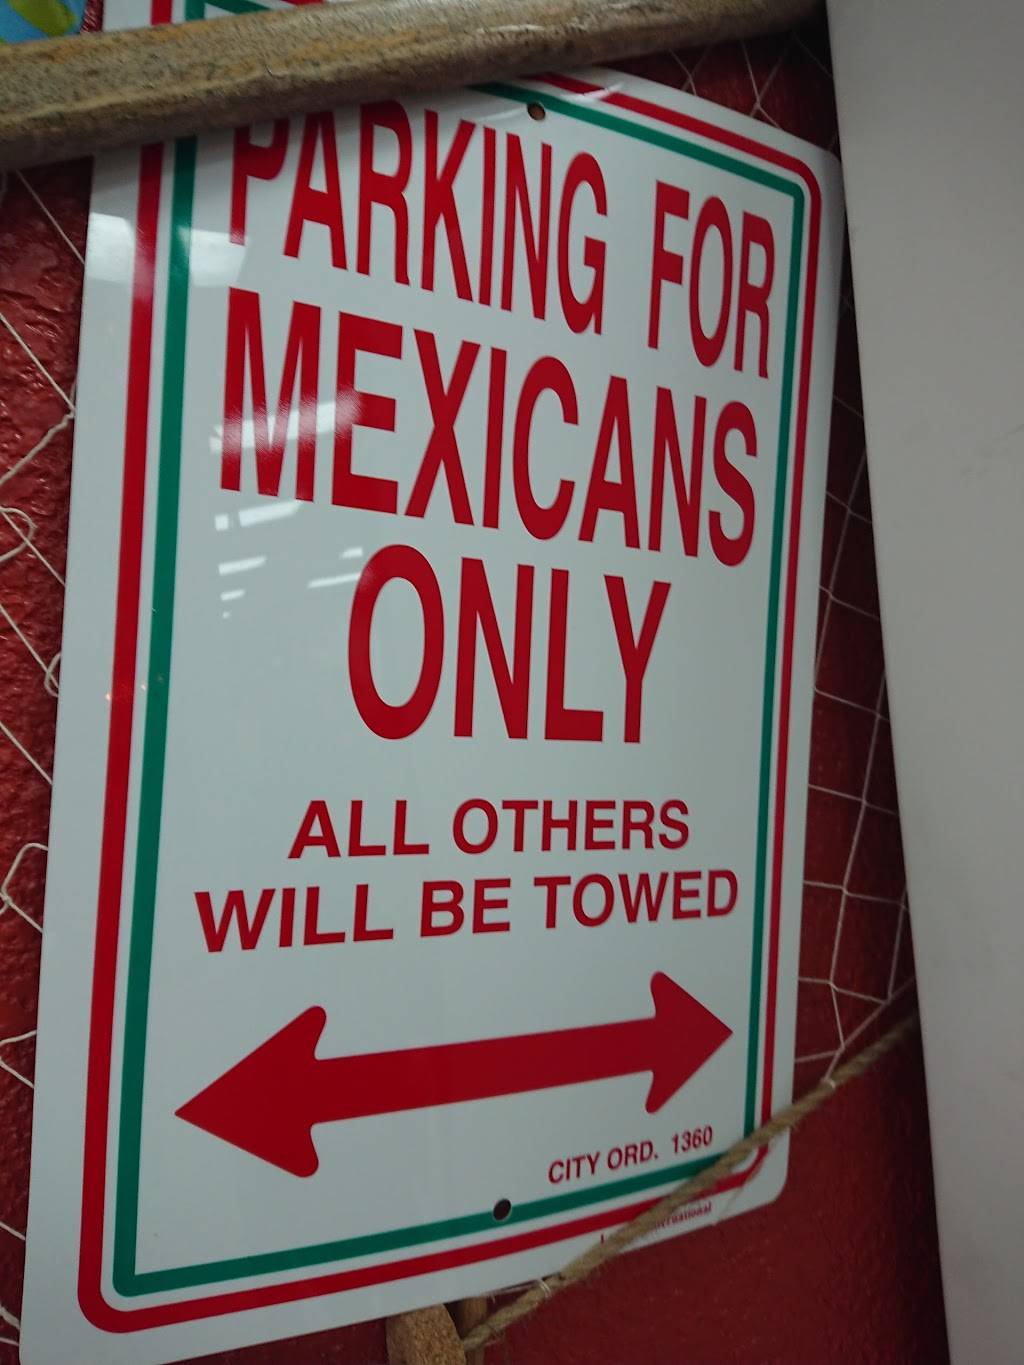 PARKING FOR
MEXICANS
ONLY
ALL OTHERS
WILL BE TOWED
CITY ORD. 1360